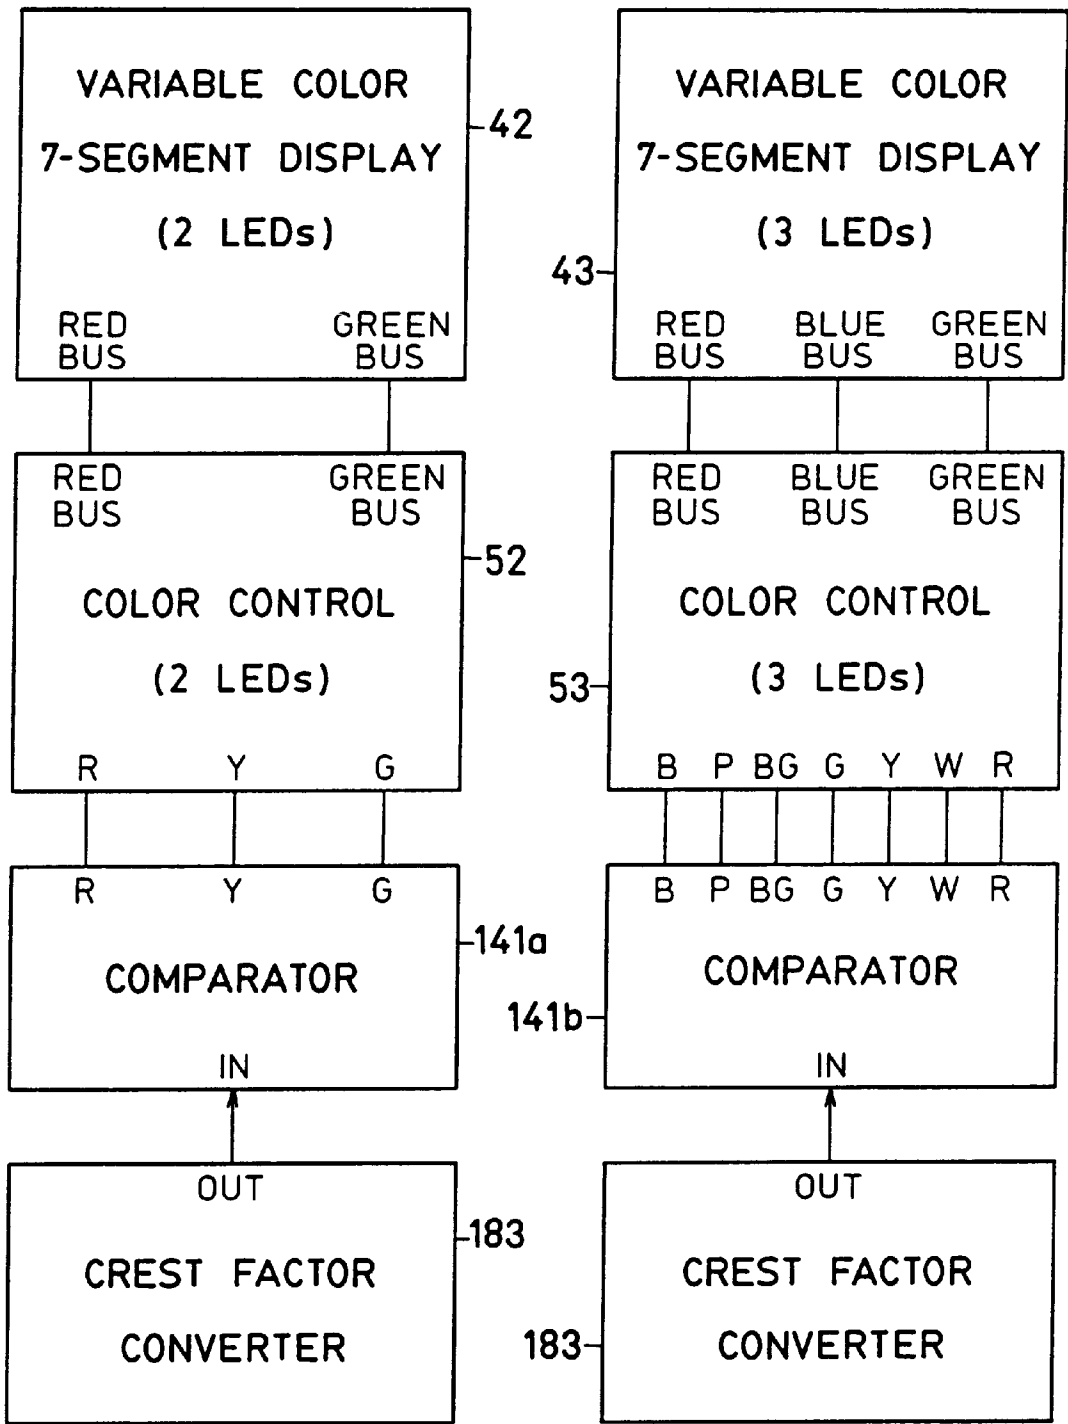 VARIABLE COLOR
7-SEGMENT DISPLAY
(2 LEDs)
42
RED BUS
GREEN BUS
RED BUS
GREEN BUS
52
COLOR CONTROL
(2 LEDs)
R Y G
R Y G
141a
COMPARATOR
IN
OUT
183
CREST FACTOR
CONVERTER
VARIABLE COLOR
7-SEGMENT DISPLAY
(3 LEDs)
43
RED BUS
BLUE BUS
GREEN BUS
RED BUS
BLUE BUS
GREEN BUS
COLOR CONTROL
(3 LEDs)
53
B P BG G Y W R
B P BG G Y W R
COMPARATOR
141b
IN
OUT
CREST FACTOR
CONVERTER
183